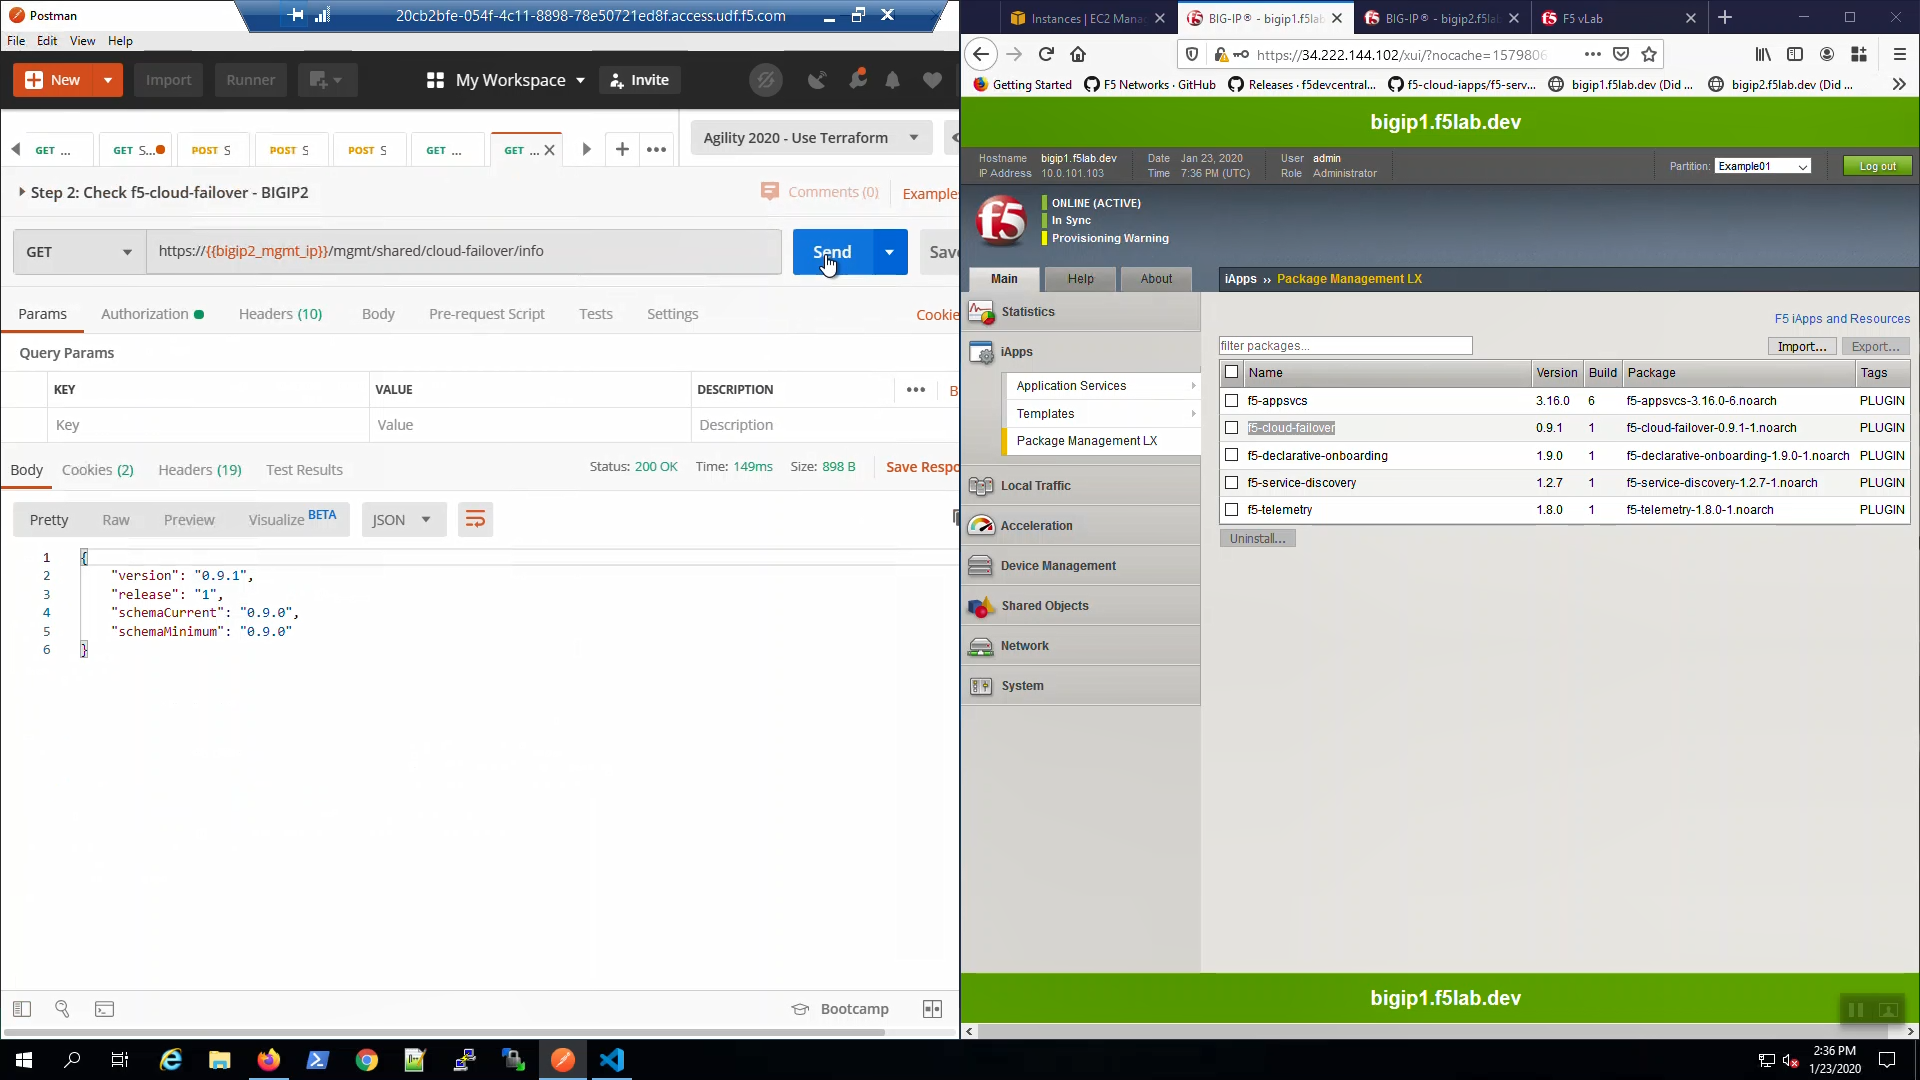 Postman
20cb2bfe-054f-4c11-8898-78e50721ed8f.access.udf.f5.com
File Edit View Help
New
Import
Runner
My Workspace
Invite
GET ...
GET S...
POST S
POST S
POST S
GET ...
GET ...
Agility 2020 - Use Terraform
Step 2: Check f5-cloud-failover - BIGIP2
Comments (0)
Examples
GET
https://{{bigip2_mgmt_ip}}/mgmt/shared/cloud-failover/info
Send
Save
Params
Authorization
Headers (10)
Body
Pre-request Script
Tests
Settings
Cookie
Query Params
KEY
VALUE
DESCRIPTION
B
Key
Value
Description
Body
Cookies (2)
Headers (19)
Test Results
Status: 200 OK
Time: 149ms
Size: 898 B
Save Respo
Pretty
Raw
Preview
Visualize BETA
JSON
1 {
2 "version": "0.9.1",
3 "release": "1",
4 "schemaCurrent": "0.9.0",
5 "schemaMinimum": "0.9.0"
6 }
Bootcamp
Instances | EC2 Mana
BIG-IP® - bigip1.f5lab
BIG-IP® - bigip2.f5lab
F5 vLab
https://34.222.144.102/xui/?nocache=1579806
Getting Started
F5 Networks · GitHub
Releases · f5devcentral...
f5-cloud-iapps/f5-serv...
bigip1.f5lab.dev (Did ...
bigip2.f5lab.dev (Did ...
bigip1.f5lab.dev
Hostname bigip1.f5lab.dev
IP Address 10.0.101.103
Date Jan 23, 2020
Time 7:36 PM (UTC)
User admin
Role Administrator
Partition: Example01
Log out
f5
ONLINE (ACTIVE)
In Sync
Provisioning Warning
Main
Help
About
iApps ›› Package Management LX
Statistics
iApps
Application Services
Templates
Package Management LX
Local Traffic
Acceleration
Device Management
Shared Objects
Network
System
F5 iApps and Resources
filter packages...
Import...
Export...
Name Version Build Package Tags
f5-appsvcs 3.16.0 6 f5-appsvcs-3.16.0-6.noarch PLUGIN
f5-cloud-failover 0.9.1 1 f5-cloud-failover-0.9.1-1.noarch PLUGIN
f5-declarative-onboarding 1.9.0 1 f5-declarative-onboarding-1.9.0-1.noarch PLUGIN
f5-service-discovery 1.2.7 1 f5-service-discovery-1.2.7-1.noarch PLUGIN
f5-telemetry 1.8.0 1 f5-telemetry-1.8.0-1.noarch PLUGIN
Uninstall...
bigip1.f5lab.dev
2:36 PM
1/23/2020